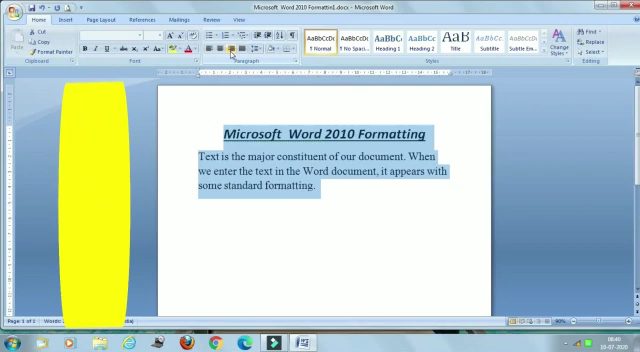 Microsoft Word 2010 Formattin1.docx - Microsoft Word
Home Insert Page Layout References Mailings Review View
Paste
Cut
Copy
Format Painter
Clipboard
Font
Paragraph
AaBbCcDc AaBbCcDc AaBbCc AaBbCc AaB AaBbCc AaBbCcDt
¶ Normal ¶ No Spaci... Heading 1 Heading 2 Title Subtitle Subtle Em...
Change Styles
Styles
Find
Replace
Select
Editing
Microsoft Word 2010 Formatting
Text is the major constituent of our document. When
we enter the text in the Word document, it appears with
some standard formatting.
Page: 1 of 1 Words:
90%
08:40
10-07-2020